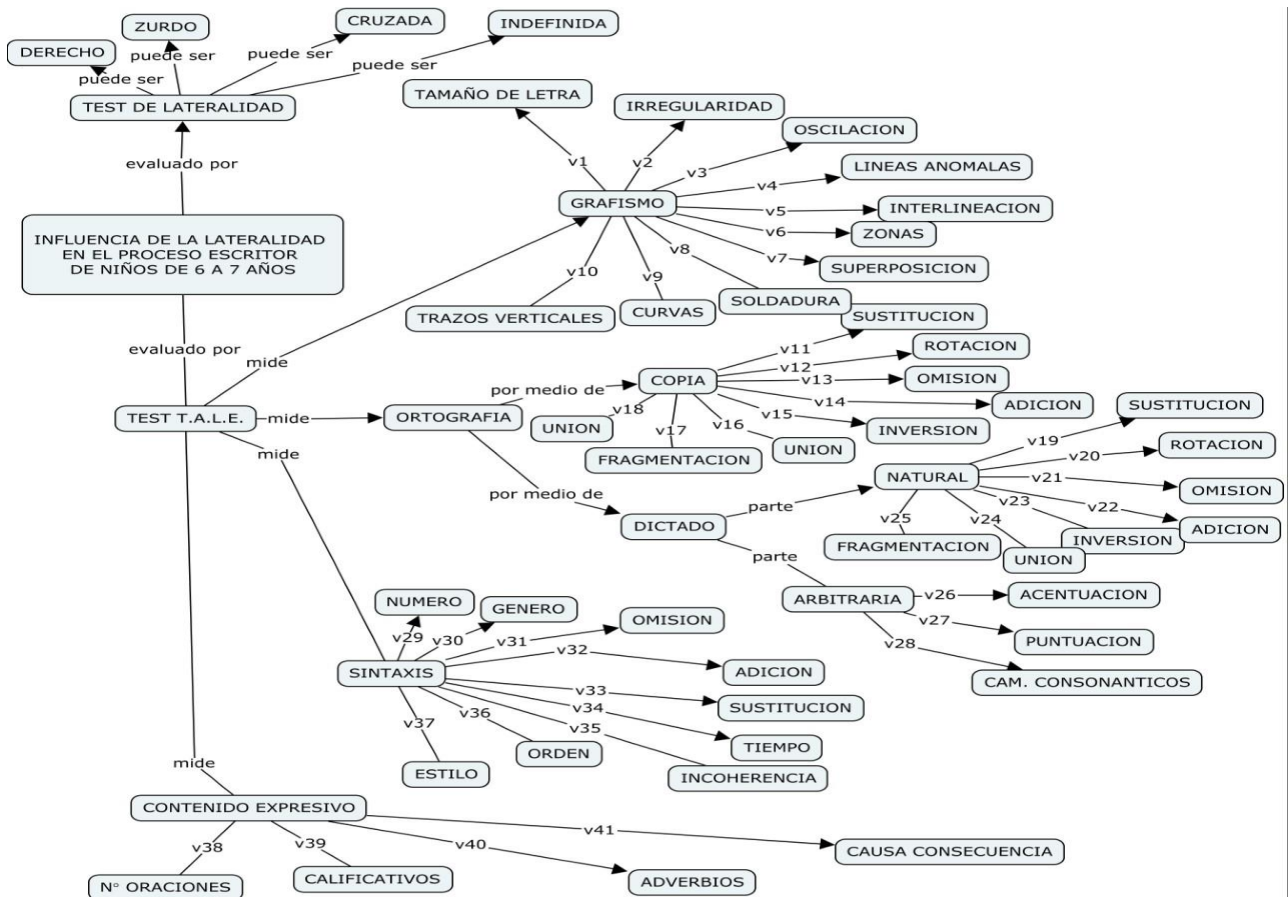 ZURDO
CRUZADA
INDEFINIDA
DERECHO
puede ser
puede ser
puede ser
puede ser
TEST DE LATERALIDAD
evaluado por
INFLUENCIA DE LA LATERALIDAD
EN EL PROCESO ESCRITOR
DE NIÑOS DE 6 A 7 AÑOS
evaluado por
TEST T.A.L.E.
mide
mide
mide
mide
TAMAÑO DE LETRA
IRREGULARIDAD
OSCILACION
LINEAS ANOMALAS
INTERLINEACION
ZONAS
SUPERPOSICION
SOLDADURA
CURVAS
TRAZOS VERTICALES
GRAFISMO
v1
v2
v3
v4
v5
v6
v7
v8
v9
v10
ORTOGRAFIA
por medio de
por medio de
COPIA
v11
v12
v13
v14
v15
v16
v17
v18
SUSTITUCION
ROTACION
OMISION
ADICION
INVERSION
UNION
FRAGMENTACION
UNION
DICTADO
parte
parte
NATURAL
v19
v20
v21
v22
v23
v24
v25
SUSTITUCION
ROTACION
OMISION
ADICION
INVERSION
UNION
FRAGMENTACION
ARBITRARIA
v26
v27
v28
ACENTUACION
PUNTUACION
CAM. CONSONANTICOS
SINTAXIS
v29
v30
v31
v32
v33
v34
v35
v36
v37
NUMERO
GENERO
OMISION
ADICION
SUSTITUCION
TIEMPO
INCOHERENCIA
ORDEN
ESTILO
CONTENIDO EXPRESIVO
v38
v39
v40
v41
N° ORACIONES
CALIFICATIVOS
ADVERBIOS
CAUSA CONSECUENCIA